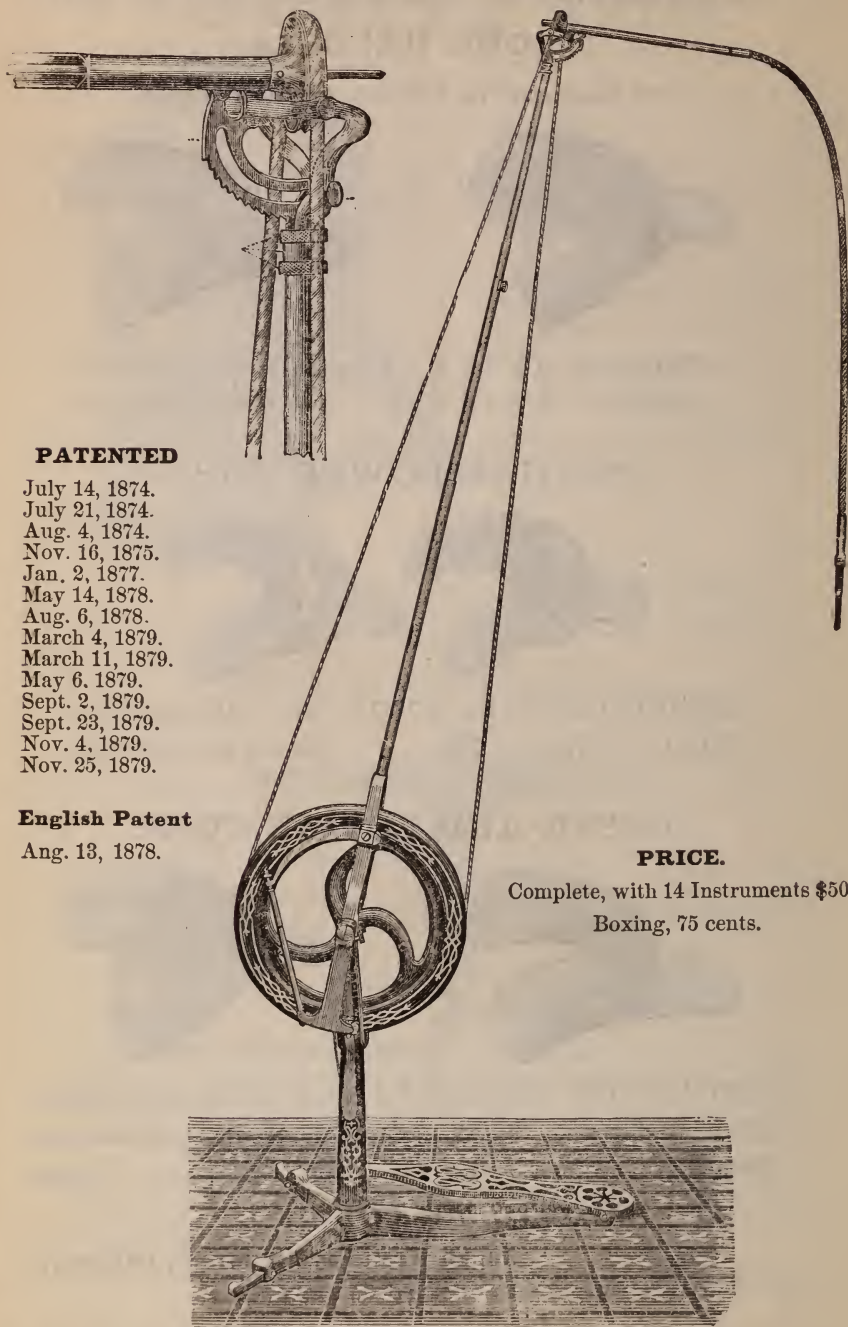 PATENTED
July 14, 1874.
July 21, 1874.
Aug. 4, 1874.
Nov. 16, 1875.
Jan. 2, 1877.
May 14, 1878.
Aug. 6, 1878.
March 4, 1879.
March 11, 1879.
May 6. 1879.
Sept. 2, 1879.
Sept. 23, 1879.
Nov. 4, 1879.
Nov. 25, 1879.
English Patent
Ang. 13, 1878.
PRICE.
Complete, with 14 Instruments $50
Boxing, 75 cents.